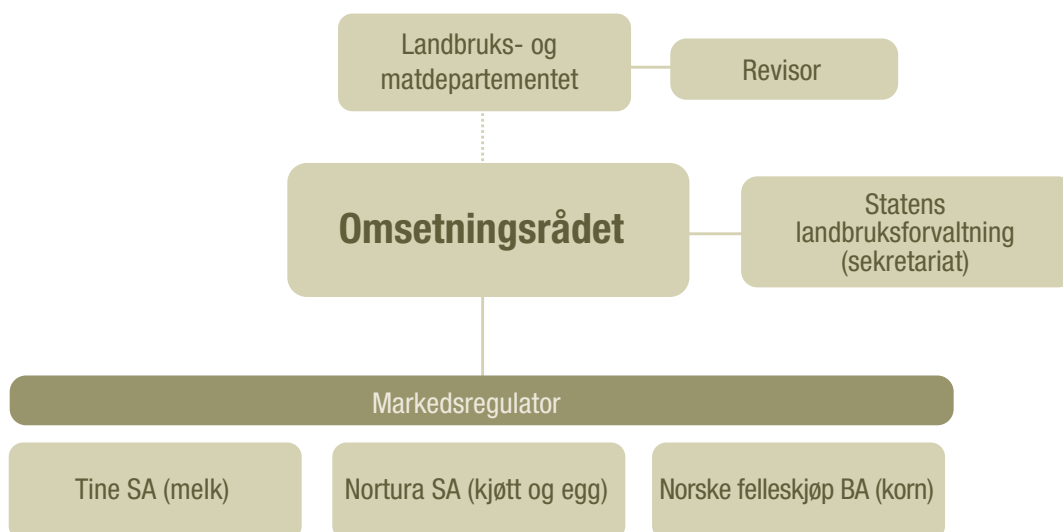 Landbruks- og
matdepartementet
Revisor
Omsetningsrådet
Statens
landbruksforvaltning
(sekretariat)
Markedsregulator
Tine SA (melk)
Nortura SA (kjøtt og egg)
Norske felleskjøp BA (korn)